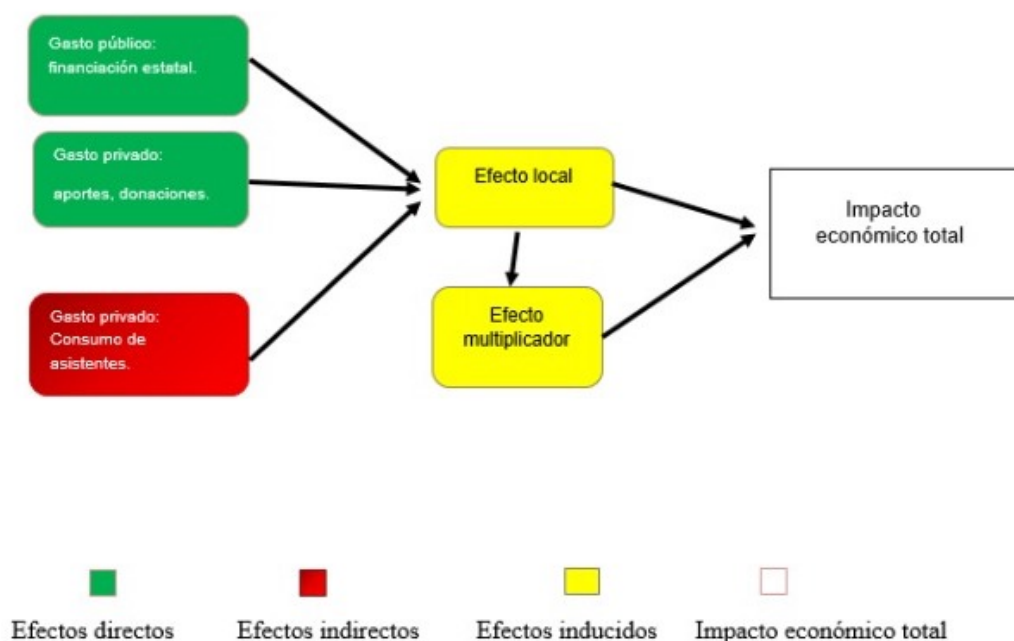 Gasto público:
financiación estatal.
Gasto privado:
aportes, donaciones.
Gasto privado:
Consumo de
asistentes.
Efecto local
Efecto
multiplicador
Impacto
económico total
Efectos directos
Efectos indirectos
Efectos inducidos
Impacto económico total